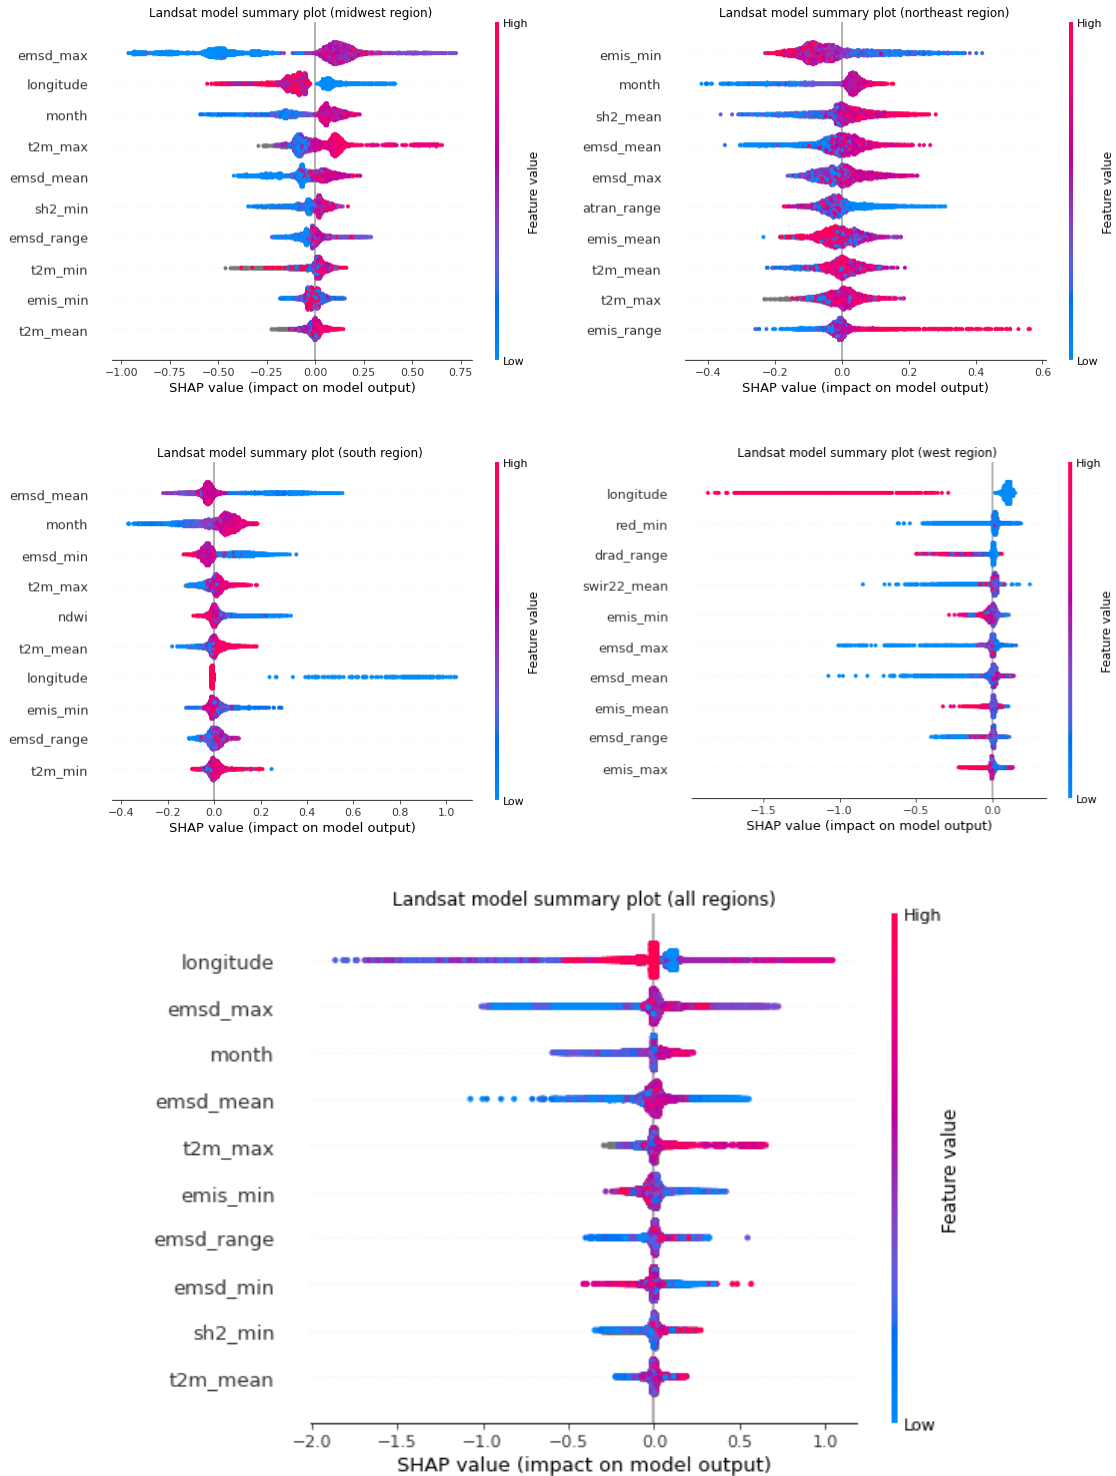 Landsat model summary plot (midwest region)
High
emsd_max
longitude
month
t2m_max
emsd_mean
sh2_min
emsd_range
t2m_min
emis_min
t2m_mean
Feature value
Low
−1.00 −0.75 −0.50 −0.25 0.00 0.25 0.50 0.75
SHAP value (impact on model output)
Landsat model summary plot (northeast region)
High
emis_min
month
sh2_mean
emsd_mean
emsd_max
atran_range
emis_mean
t2m_mean
t2m_max
emis_range
Feature value
Low
−0.4 −0.2 0.0 0.2 0.4 0.6
SHAP value (impact on model output)
Landsat model summary plot (south region)
High
emsd_mean
month
emsd_min
t2m_max
ndwi
t2m_mean
longitude
emis_min
emsd_range
t2m_min
Feature value
Low
−0.4 −0.2 0.0 0.2 0.4 0.6 0.8 1.0
SHAP value (impact on model output)
Landsat model summary plot (west region)
High
longitude
red_min
drad_range
swir22_mean
emis_min
emsd_max
emsd_mean
emis_mean
emsd_range
emis_max
Feature value
Low
−1.5 −1.0 −0.5 0.0
SHAP value (impact on model output)
Landsat model summary plot (all regions)
High
longitude
emsd_max
month
emsd_mean
t2m_max
emis_min
emsd_range
emsd_min
sh2_min
t2m_mean
Feature value
Low
−2.0 −1.5 −1.0 −0.5 0.0 0.5 1.0
SHAP value (impact on model output)